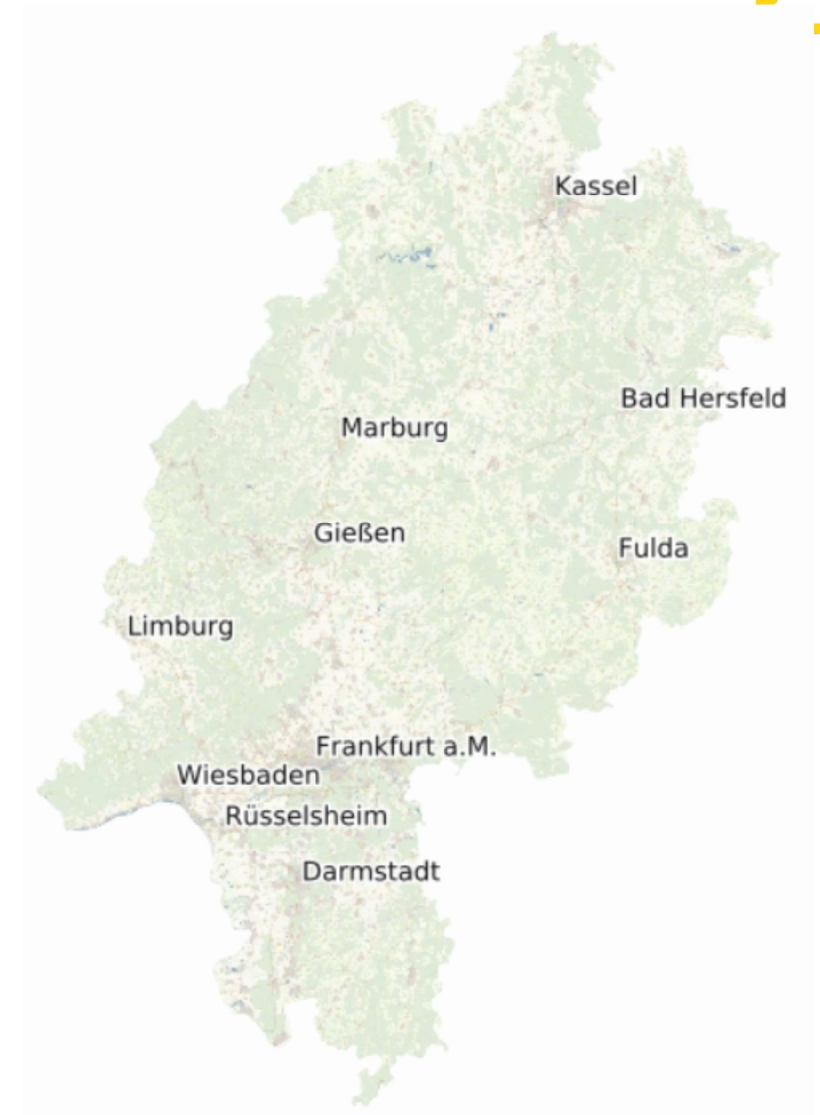 Kassel
Bad Hersfeld
Marburg
Gießen
Fulda
Limburg
Frankfurt a.M.
Wiesbaden
Rüsselsheim
Darmstadt